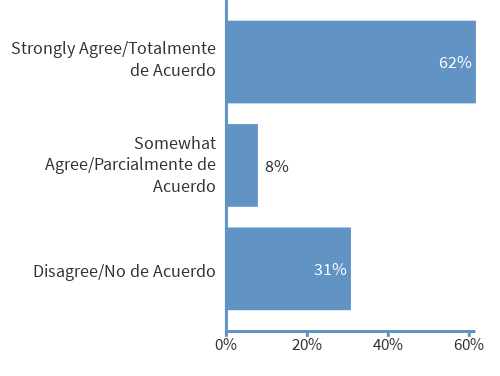 Strongly Agree/Totalmente
de Acuerdo
62%
Somewhat
Agree/Parcialmente de
Acuerdo
8%
Disagree/No de Acuerdo
31%
0%
20%
40%
60%